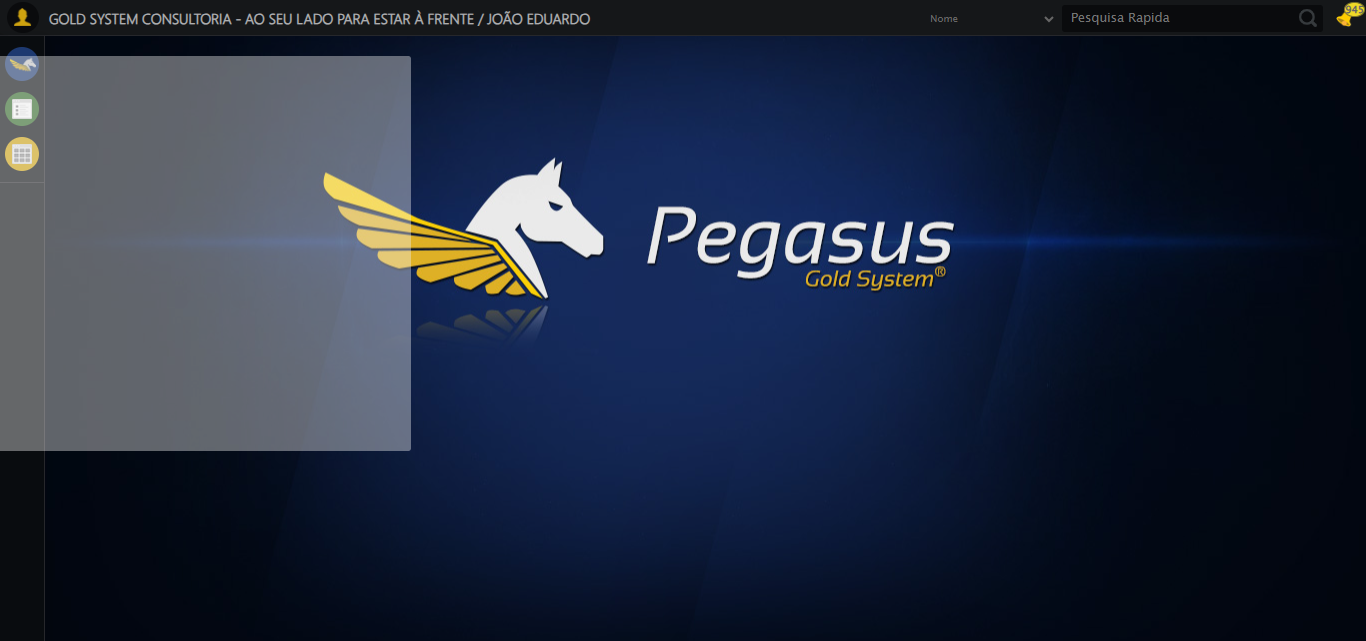 GOLD SYSTEM CONSULTORIA - AO SEU LADO PARA ESTAR À FRENTE / JOÃO EDUARDO
Nome
Pesquisa Rapida
945
Pegasus
Gold System®